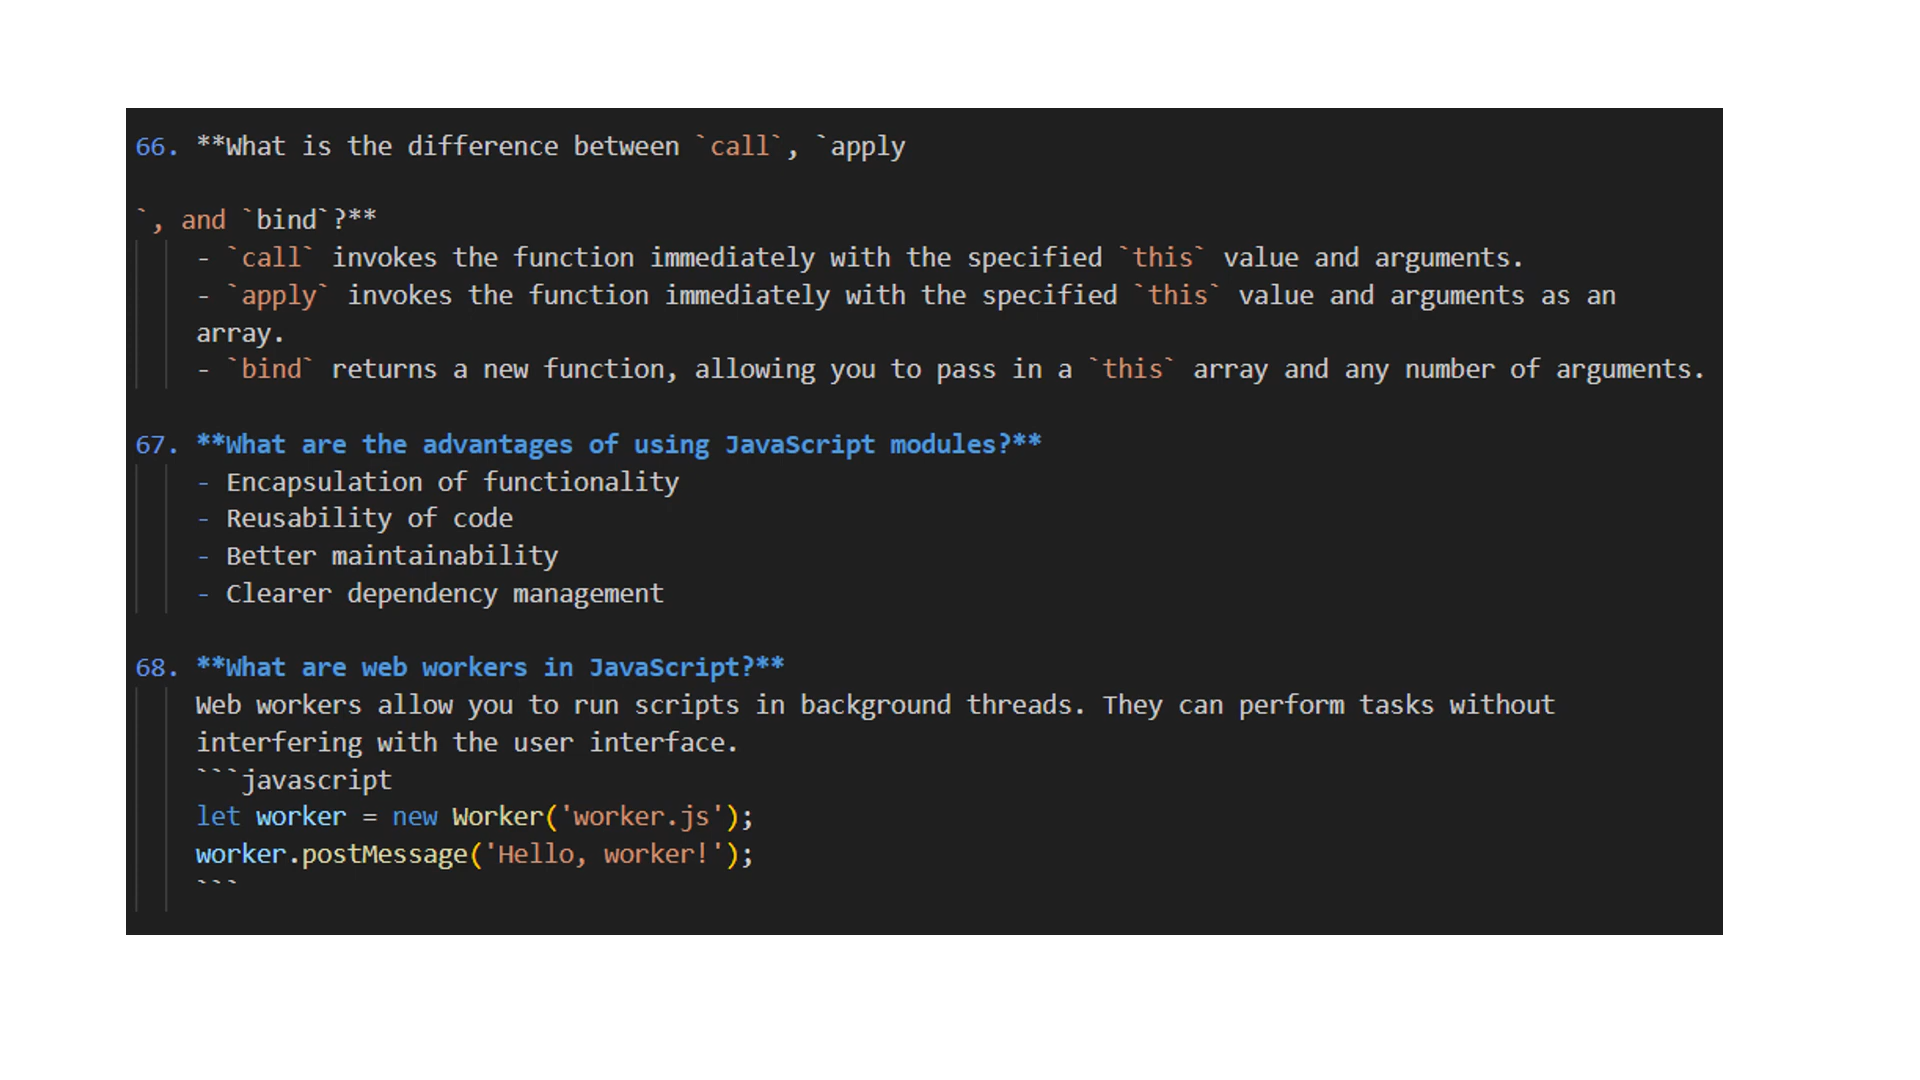 66. **What is the difference between `call`, `apply
`, and `bind`?**
- `call` invokes the function immediately with the specified `this` value and arguments.
- `apply` invokes the function immediately with the specified `this` value and arguments as an
array.
- `bind` returns a new function, allowing you to pass in a `this` array and any number of arguments.
67. **What are the advantages of using JavaScript modules?**
- Encapsulation of functionality
- Reusability of code
- Better maintainability
- Clearer dependency management
68. **What are web workers in JavaScript?**
Web workers allow you to run scripts in background threads. They can perform tasks without
interfering with the user interface.
```javascript
let worker = new Worker('worker.js');
worker.postMessage('Hello, worker!');
```